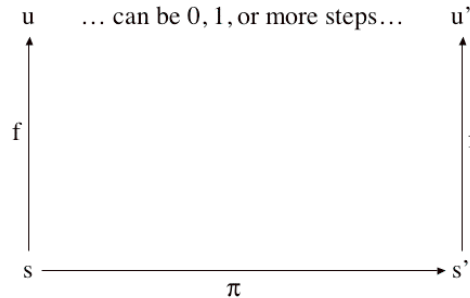 u … can be 0, 1, or more steps… u'
f
s s'
π